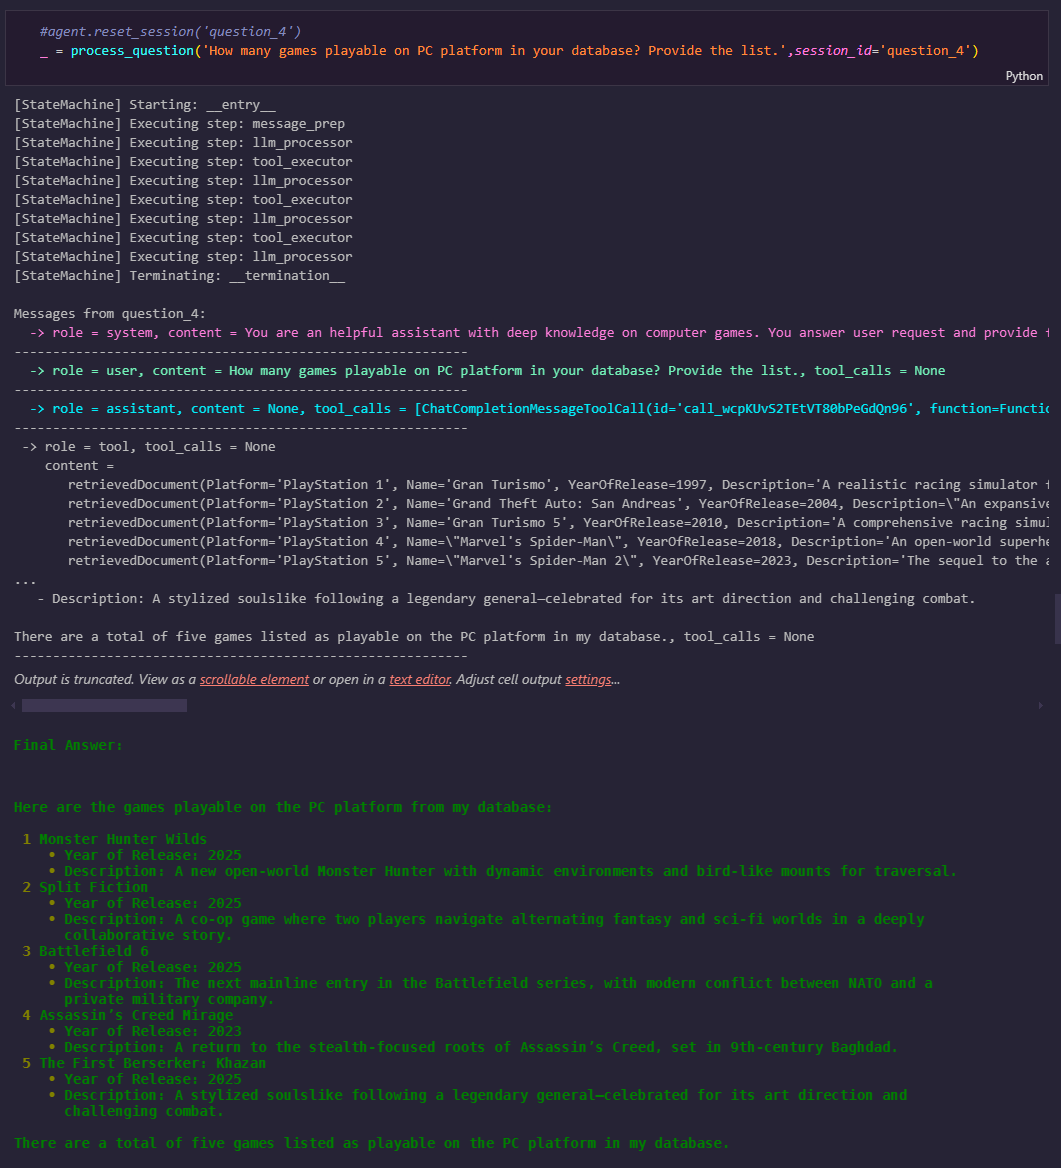 #agent.reset_session('question_4')
_ = process_question('How many games playable on PC platform in your database? Provide the list.',session_id='question_4')
Python
[StateMachine] Starting: __entry__
[StateMachine] Executing step: message_prep
[StateMachine] Executing step: llm_processor
[StateMachine] Executing step: tool_executor
[StateMachine] Executing step: llm_processor
[StateMachine] Executing step: tool_executor
[StateMachine] Executing step: llm_processor
[StateMachine] Executing step: tool_executor
[StateMachine] Executing step: llm_processor
[StateMachine] Terminating: __termination__
Messages from question_4:
-> role = system, content = You are an helpful assistant with deep knowledge on computer games. You answer user request and provide
-----------------------------------------------------------
-> role = user, content = How many games playable on PC platform in your database? Provide the list., tool_calls = None
-----------------------------------------------------------
-> role = assistant, content = None, tool_calls = [ChatCompletionMessageToolCall(id='call_wcpKUvS2TEtVT80bPeGdQn96', function=Functio
-----------------------------------------------------------
-> role = tool, tool_calls = None
content =
retrievedDocument(Platform='PlayStation 1', Name='Gran Turismo', YearOfRelease=1997, Description='A realistic racing simulator
retrievedDocument(Platform='PlayStation 2', Name='Grand Theft Auto: San Andreas', YearOfRelease=2004, Description=\"An expansive
retrievedDocument(Platform='PlayStation 3', Name='Gran Turismo 5', YearOfRelease=2010, Description='A comprehensive racing simul
retrievedDocument(Platform='PlayStation 4', Name=\"Marvel's Spider-Man\", YearOfRelease=2018, Description='An open-world superhe
retrievedDocument(Platform='PlayStation 5', Name=\"Marvel's Spider-Man 2\", YearOfRelease=2023, Description='The sequel to the a
...
- Description: A stylized soulslike following a legendary general—celebrated for its art direction and challenging combat.
There are a total of five games listed as playable on the PC platform in my database., tool_calls = None
-----------------------------------------------------------
Output is truncated. View as a scrollable element or open in a text editor. Adjust cell output settings...
Final Answer:
Here are the games playable on the PC platform from my database:
1 Monster Hunter Wilds
• Year of Release: 2025
• Description: A new open-world Monster Hunter with dynamic environments and bird-like mounts for traversal.
2 Split Fiction
• Year of Release: 2025
• Description: A co-op game where two players navigate alternating fantasy and sci-fi worlds in a deeply
collaborative story.
3 Battlefield 6
• Year of Release: 2025
• Description: The next mainline entry in the Battlefield series, with modern conflict between NATO and a
private military company.
4 Assassin's Creed Mirage
• Year of Release: 2023
• Description: A return to the stealth-focused roots of Assassin's Creed, set in 9th-century Baghdad.
5 The First Berserker: Khazan
• Year of Release: 2025
• Description: A stylized soulslike following a legendary general—celebrated for its art direction and
challenging combat.
There are a total of five games listed as playable on the PC platform in my database.